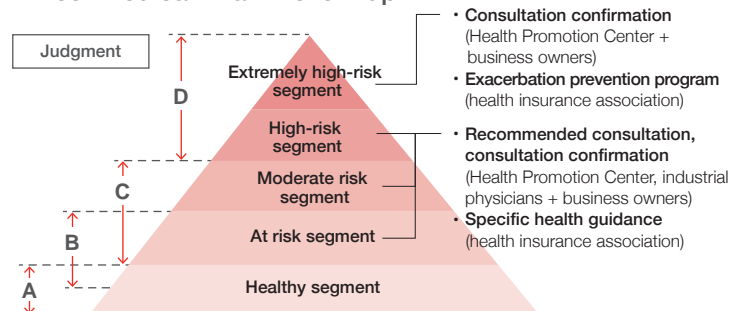 Judgment
D
C
B
A
Extremely high-risk
segment
High-risk
segment
Moderate risk
segment
At risk segment
Healthy segment
• Consultation confirmation
(Health Promotion Center +
business owners)
• Exacerbation prevention program
(health insurance association)
• Recommended consultation,
consultation confirmation
(Health Promotion Center, industrial
physicians + business owners)
• Specific health guidance
(health insurance association)